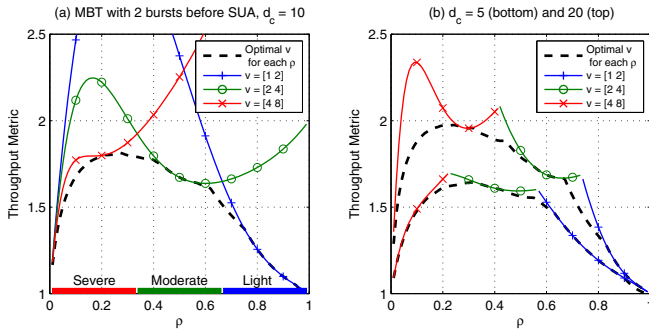 (a) MBT with 2 bursts before SUA, d_c = 10
2.5
2
1.5
1
Throughput Metric
Optimal v
for each ρ
v = [1 2]
v = [2 4]
v = [4 8]
Severe
Moderate
Light
0 0.2 0.4 0.6 0.8 1
ρ
(b) d_c = 5 (bottom) and 20 (top)
2.5
2
1.5
1
Throughput Metric
Optimal v
for each ρ
v = [1 2]
v = [2 4]
v = [4 8]
0 0.2 0.4 0.6 0.8 1
ρ